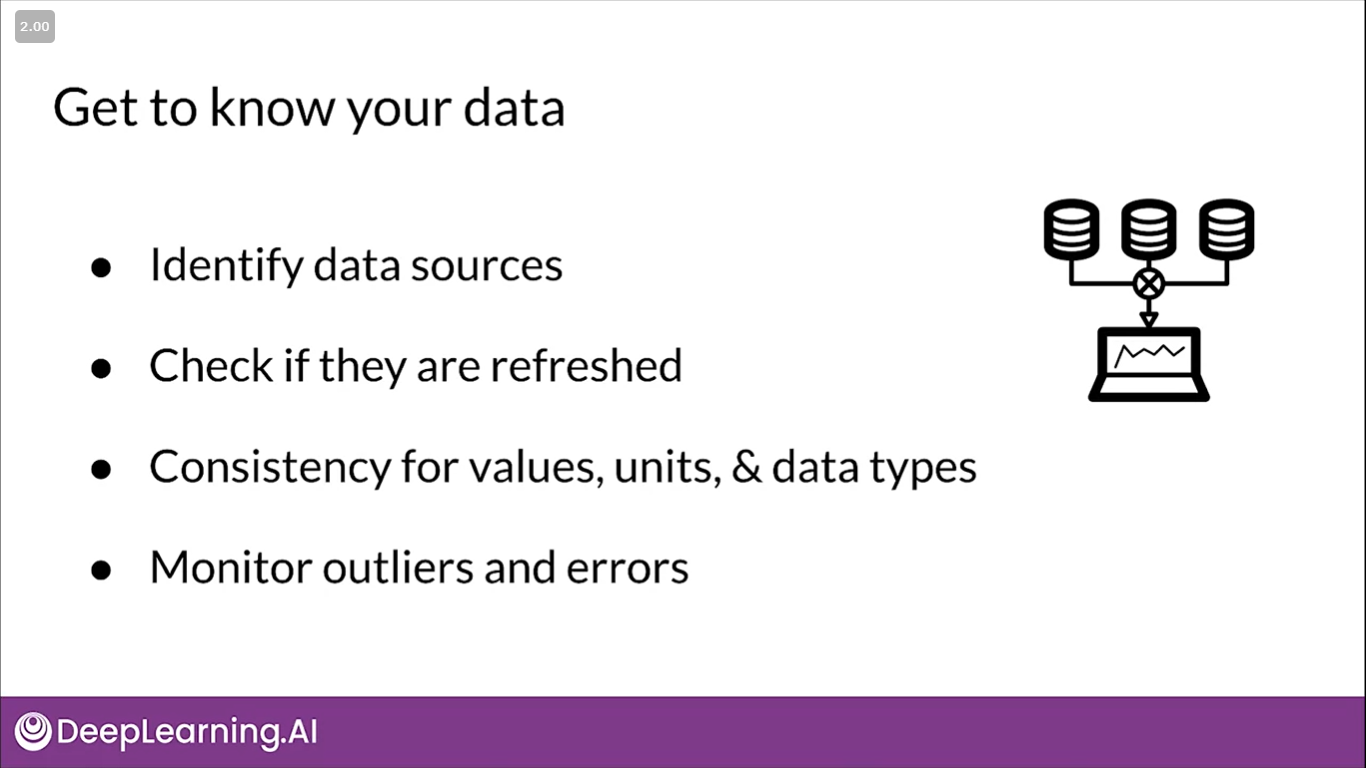 2.00
Get to know your data
● Identify data sources
● Check if they are refreshed
● Consistency for values, units, & data types
● Monitor outliers and errors
DeepLearning.AI